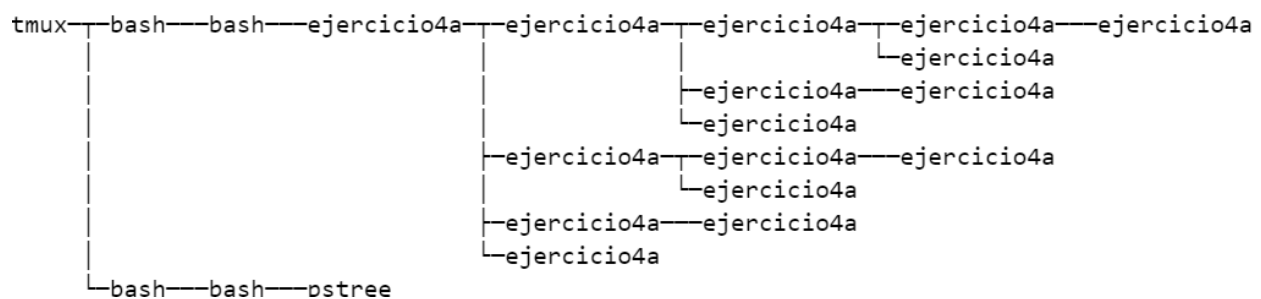 tmux─┬─bash───bash───ejercicio4a─┬─ejercicio4a─┬─ejercicio4a─┬─ejercicio4a───ejercicio4a
     │                           │             │             └─ejercicio4a
     │                           │             ├─ejercicio4a───ejercicio4a
     │                           │             └─ejercicio4a
     │                           ├─ejercicio4a─┬─ejercicio4a───ejercicio4a
     │                           │             └─ejercicio4a
     │                           ├─ejercicio4a───ejercicio4a
     │                           └─ejercicio4a
     └─bash───bash───pstree